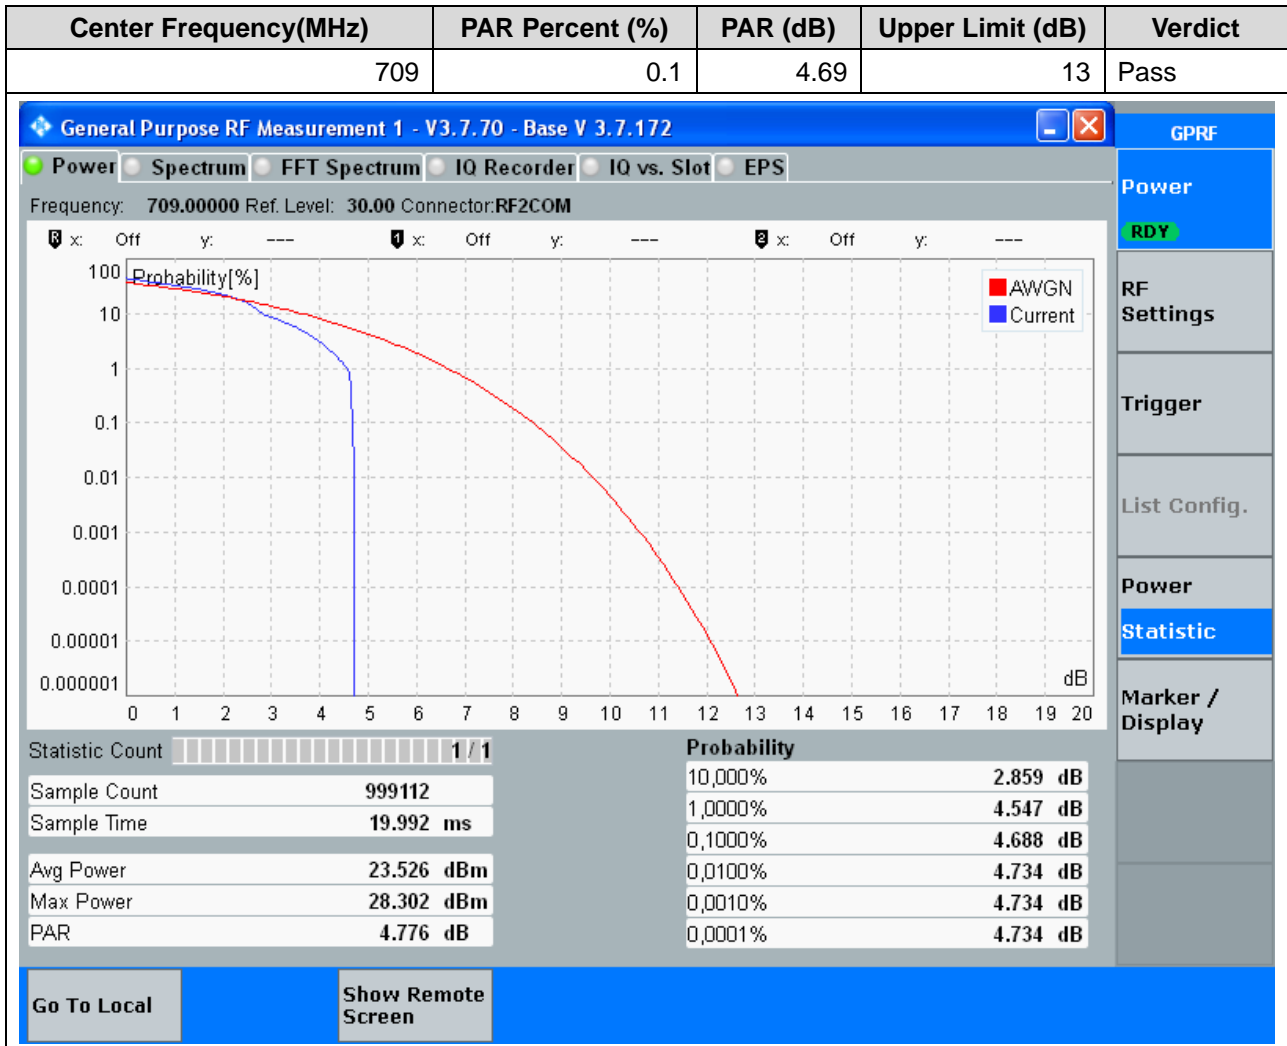 Center Frequency(MHz) PAR Percent (%) PAR (dB) Upper Limit (dB) Verdict
709 0.1 4.69 13 Pass
General Purpose RF Measurement 1 - V3.7.70 - Base V 3.7.172
GPRF
Power Spectrum FFT Spectrum IQ Recorder IQ vs. Slot EPS
Power
RDY
Frequency: 709.00000 Ref. Level: 30.00 Connector:RF2COM
R x: Off y: --- 1 x: Off y: --- 2 x: Off y: ---
Probability[%]
AWGN
Current
100
10
1
0.1
0.01
0.001
0.0001
0.00001
0.000001
dB
0 1 2 3 4 5 6 7 8 9 10 11 12 13 14 15 16 17 18 19 20
RF
Settings
Trigger
List Config.
Power
Statistic
Marker /
Display
Statistic Count 1 / 1
Sample Count 999112
Sample Time 19.992 ms
Avg Power 23.526 dBm
Max Power 28.302 dBm
PAR 4.776 dB
Probability
10,000% 2.859 dB
1,0000% 4.547 dB
0,1000% 4.688 dB
0,0100% 4.734 dB
0,0010% 4.734 dB
0,0001% 4.734 dB
Go To Local
Show Remote
Screen